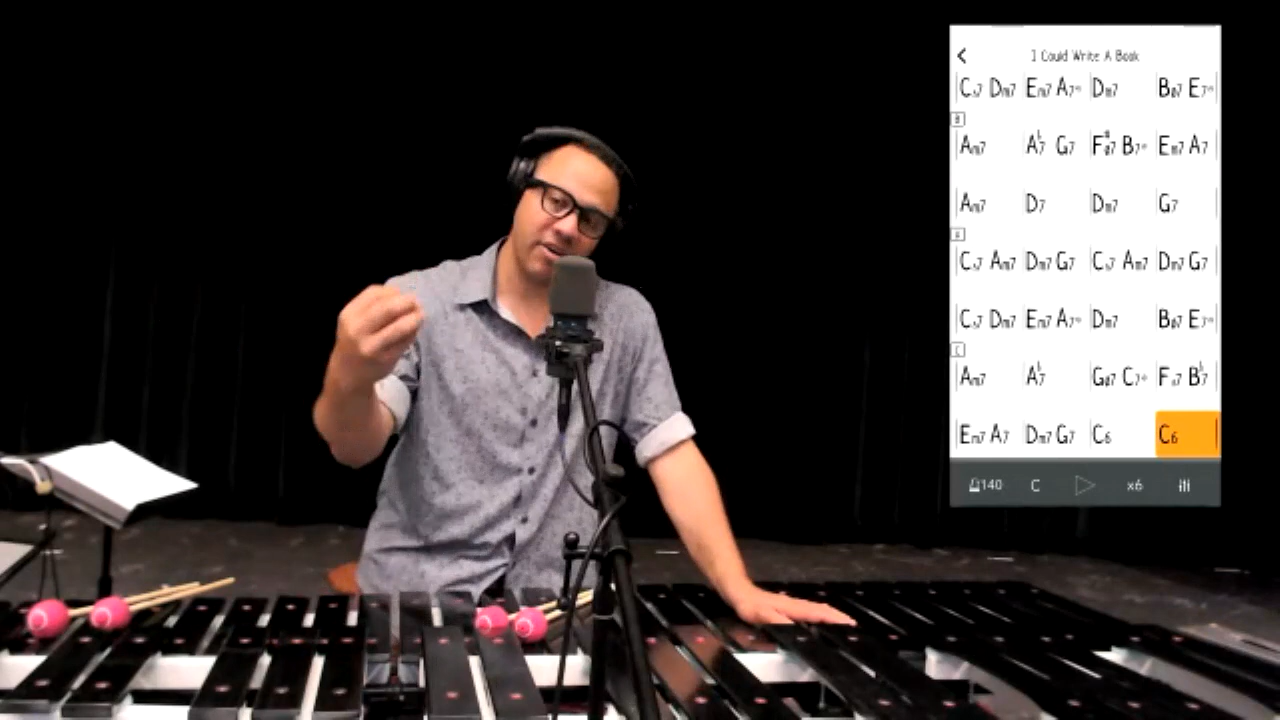 I Could Write A Book
C▵7 Dm7 Em7 A7 Dm7 Bø7 E7
B
Am7 A♭7 G7 F♯ø7 B7 Em7 A7
Am7 D7 Dm7 G7
A
C▵7 Am7 Dm7 G7 C▵7 Am7 Dm7 G7
C▵7 Dm7 Em7 A7 Dm7 Bø7 E7
C
Am7 A♭7 Gø7 C7 F▵7 B♭7
Em7 A7 Dm7 G7 C6 C6
140 C x6